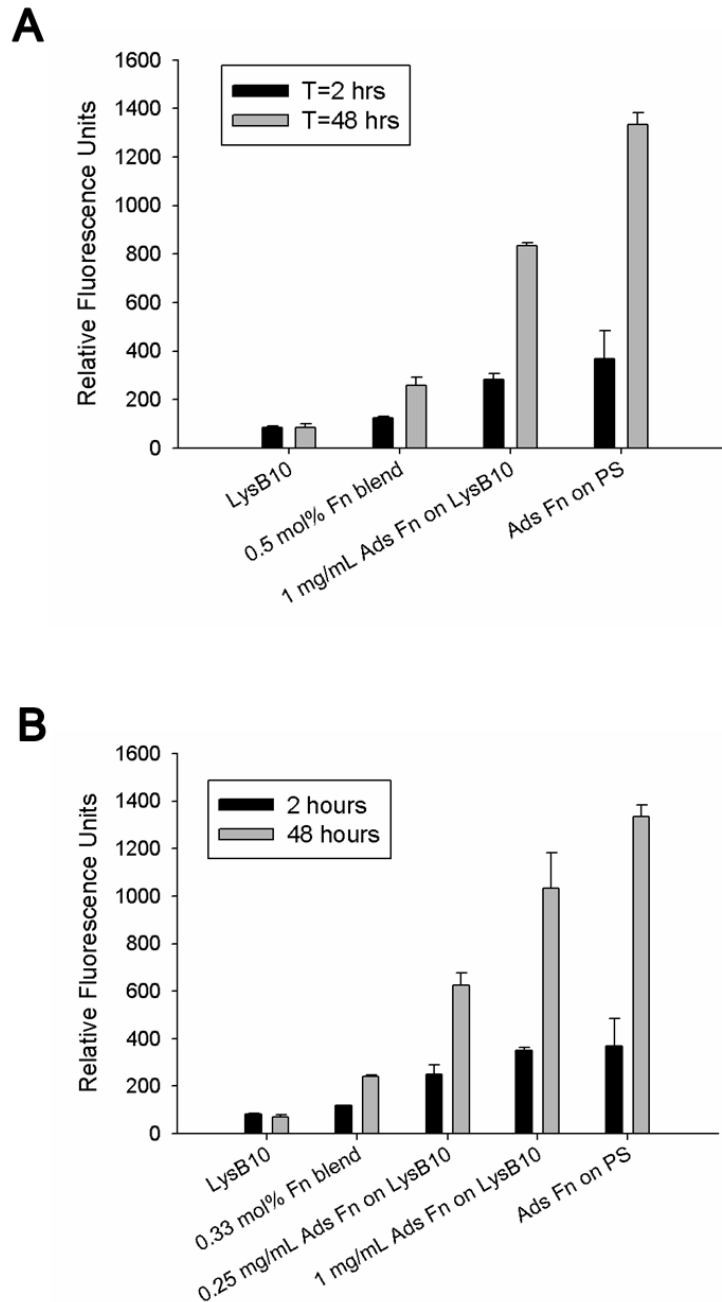 A
1600
1400
1200
1000
800
600
400
200
0
Relative Fluorescence Units
T=2 hrs
T=48 hrs
LysB10
0.5 mol% Fn blend
1 mg/mL Ads Fn on LysB10
Ads Fn on PS
B
1600
1400
1200
1000
800
600
400
200
0
Relative Fluorescence Units
2 hours
48 hours
LysB10
0.33 mol% Fn blend
0.25 mg/mL Ads Fn on LysB10
1 mg/mL Ads Fn on LysB10
Ads Fn on PS